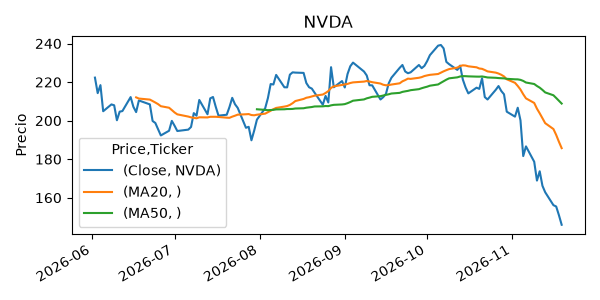 NVDA
Precio
240
220
200
180
160
Price,Ticker
(Close, NVDA)
(MA20, )
(MA50, )
2026-06
2026-07
2026-08
2026-09
2026-10
2026-11